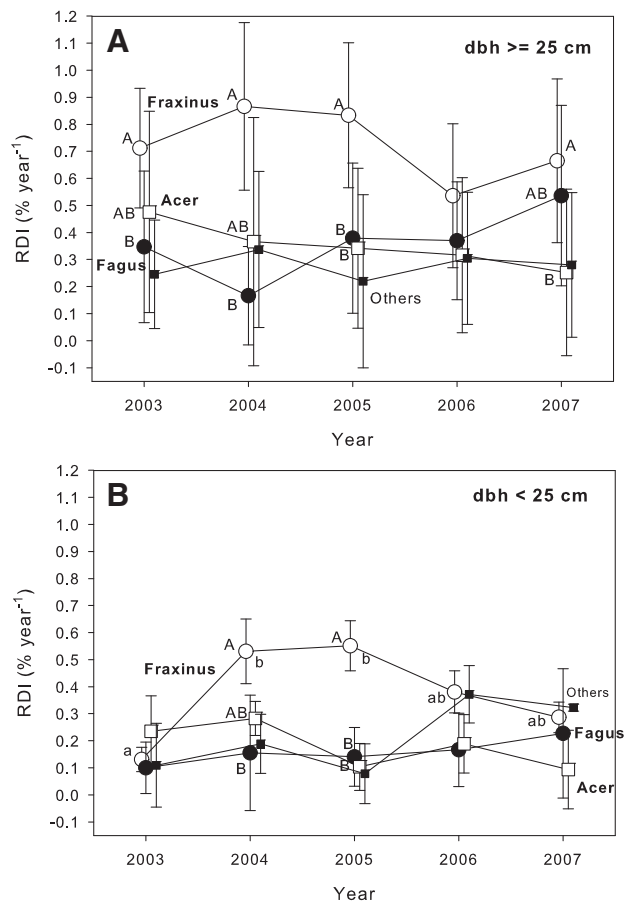 A
dbh >= 25 cm
1.2
1.1
1.0
0.9
0.8
0.7
0.6
0.5
0.4
0.3
0.2
0.1
0.0
-0.1
RDI (% year⁻¹)
Fraxinus
Acer
Fagus
Others
A
A
A
A
AB
AB
AB
B
B
B
B
B
2003 2004 2005 2006 2007
Year
B
dbh < 25 cm
1.2
1.1
1.0
0.9
0.8
0.7
0.6
0.5
0.4
0.3
0.2
0.1
0.0
-0.1
RDI (% year⁻¹)
Fraxinus
Others
Fagus
Acer
A
A
b
b
ab
ab
a
AB
B
B
B
2003 2004 2005 2006 2007
Year